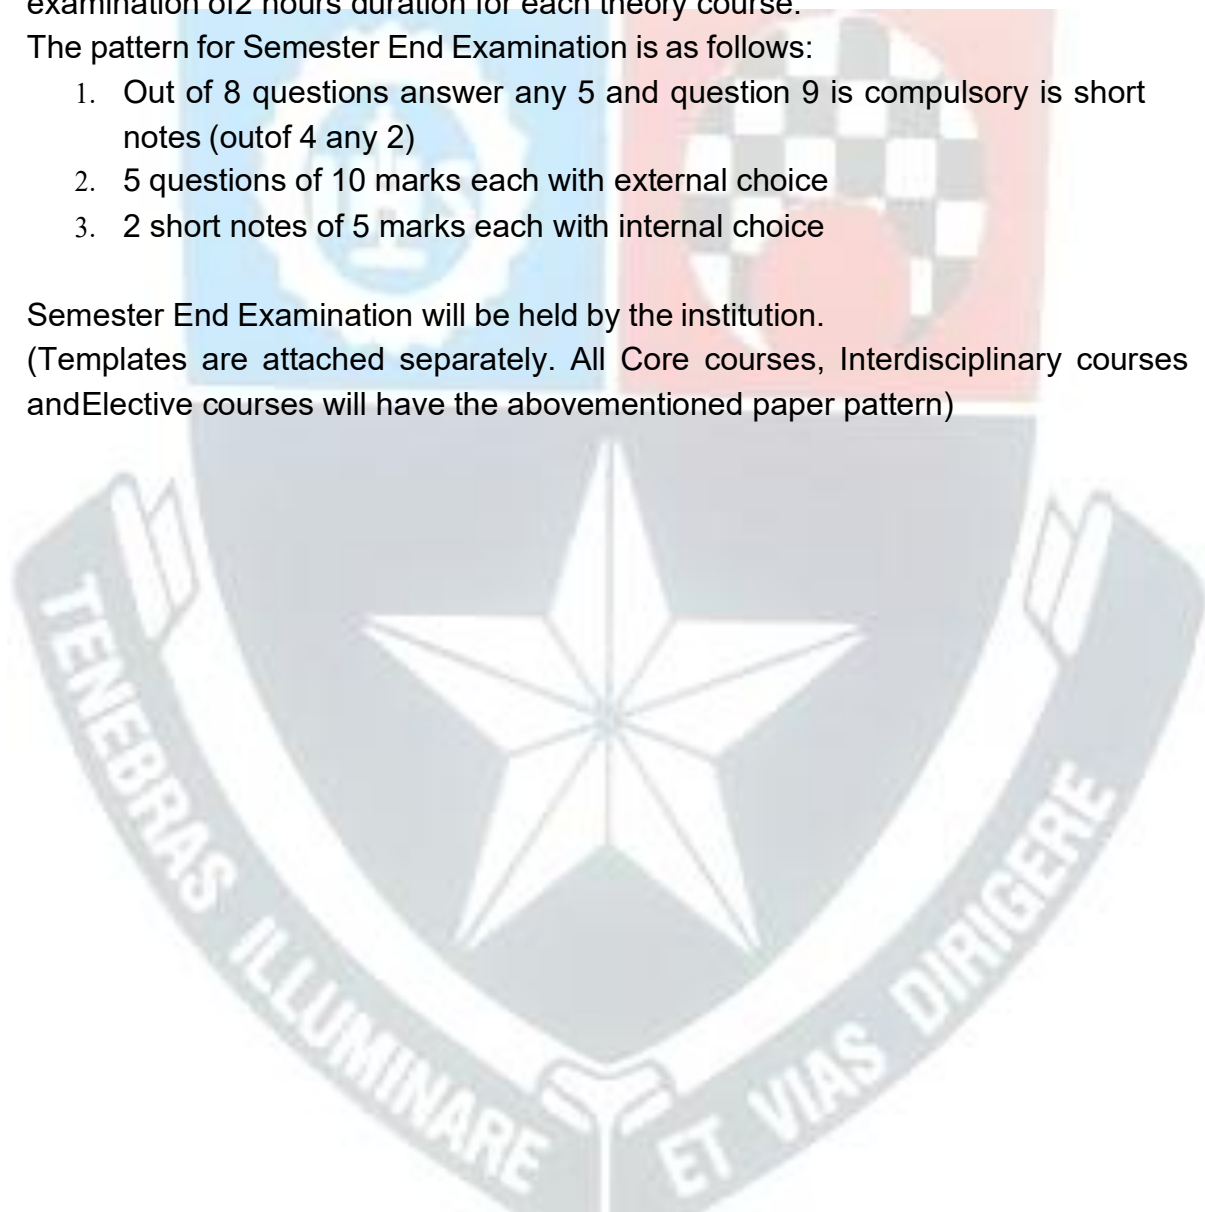 examination of2 hours duration for each theory course.
The pattern for Semester End Examination is as follows:
1. Out of 8 questions answer any 5 and question 9 is compulsory is short
notes (outof 4 any 2)
2. 5 questions of 10 marks each with external choice
3. 2 short notes of 5 marks each with internal choice
Semester End Examination will be held by the institution.
(Templates are attached separately. All Core courses, Interdisciplinary courses
andElective courses will have the abovementioned paper pattern)
TENEBRAS ILLUMINARE
ET VIAS DIRIGERE